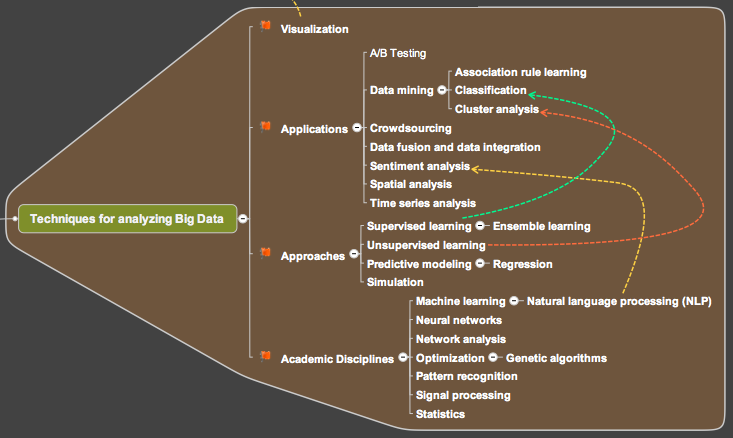 Visualization
A/B Testing
Association rule learning
Data mining
Classification
Cluster analysis
Applications
Crowdsourcing
Data fusion and data integration
Sentiment analysis
Spatial analysis
Time series analysis
Techniques for analyzing Big Data
Supervised learning
Ensemble learning
Unsupervised learning
Approaches
Predictive modeling
Regression
Simulation
Machine learning
Natural language processing (NLP)
Neural networks
Network analysis
Academic Disciplines
Optimization
Genetic algorithms
Pattern recognition
Signal processing
Statistics